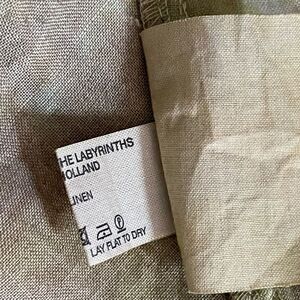 HE LABYRINTHS
OLLAND
LINEN
LAY FLAT TO DRY